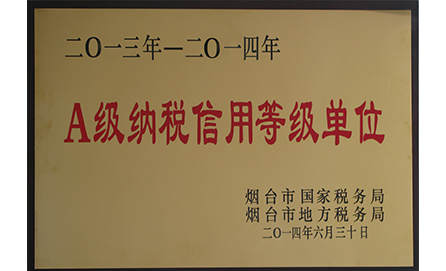 二〇一三年—二〇一四年
A级纳税信用等级单位
烟台市国家税务局
烟台市地方税务局
二〇一四年六月三十日